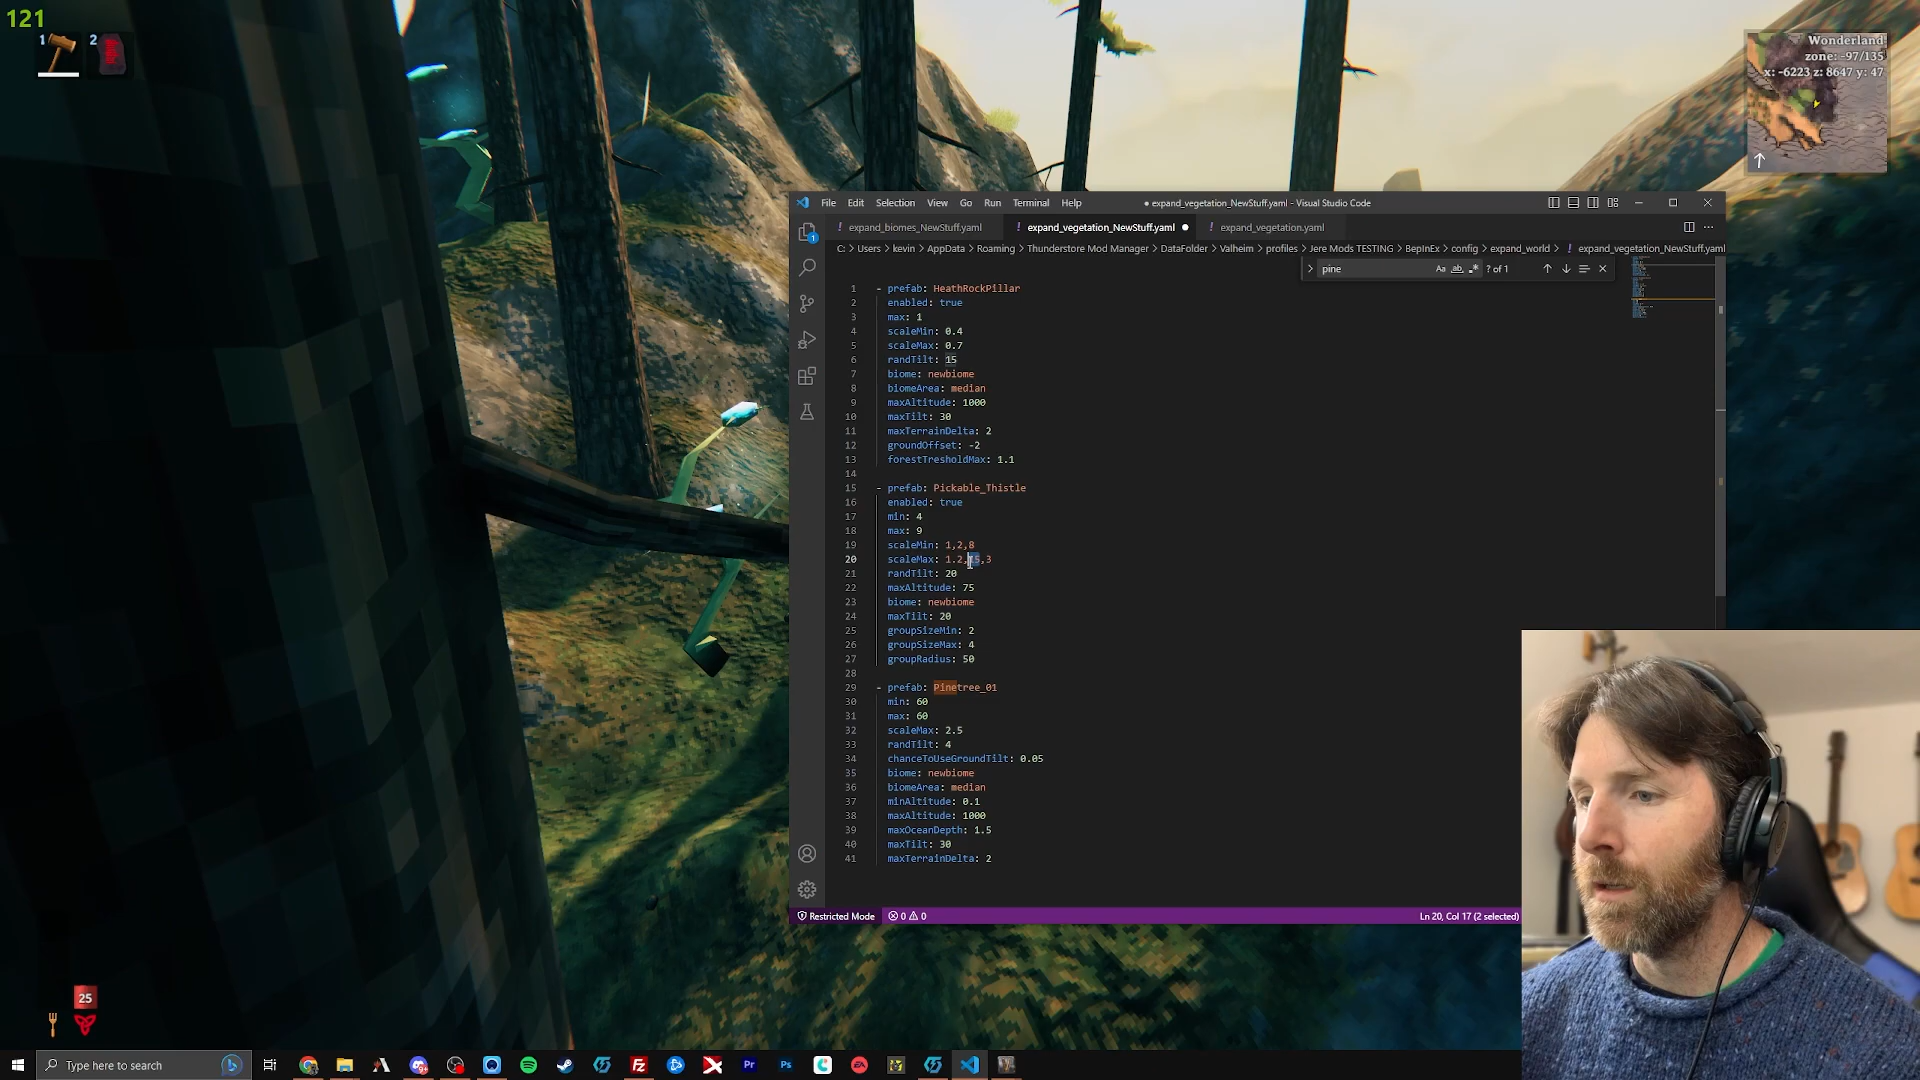 121
1
2
Wonderland
zone: -97/135
x: -6223 z: 8647 y: 47
File Edit Selection View Go Run Terminal Help
● expand_vegetation_NewStuff.yaml - Visual Studio Code
expand_biomes_NewStuff.yaml
! expand_vegetation_NewStuff.yaml ●
! expand_vegetation.yaml
C: > Users > kevin > AppData > Roaming > Thunderstore Mod Manager > DataFolder > Valheim > profiles > Jere Mods TESTING > BepInEx > config > expand_world > ! expand_vegetation_NewStuff.yaml
pine
Aa ab ? of 1
1 - prefab: HeathRockPillar
2 enabled: true
3 max: 1
4 scaleMin: 0.4
5 scaleMax: 0.7
6 randTilt: 15
7 biome: newbiome
8 biomeArea: median
9 maxAltitude: 1000
10 maxTilt: 30
11 maxTerrainDelta: 2
12 groundOffset: -2
13 forestTresholdMax: 1.1
14
15 - prefab: Pickable_Thistle
16 enabled: true
17 min: 4
18 max: 9
19 scaleMin: 1,2,8
20 scaleMax: 1.2,15,3
21 randTilt: 20
22 maxAltitude: 75
23 biome: newbiome
24 maxTilt: 20
25 groupSizeMin: 2
26 groupSizeMax: 4
27 groupRadius: 50
28
29 - prefab: Pinetree_01
30 min: 60
31 max: 60
32 scaleMax: 2.5
33 randTilt: 4
34 chanceToUseGroundTilt: 0.05
35 biome: newbiome
36 biomeArea: median
37 minAltitude: 0.1
38 maxAltitude: 1000
39 maxOceanDepth: 1.5
40 maxTilt: 30
41 maxTerrainDelta: 2
Restricted Mode 0 0
Ln 20, Col 17 (2 selected)
25
Type here to search
Pr
Ps
EA